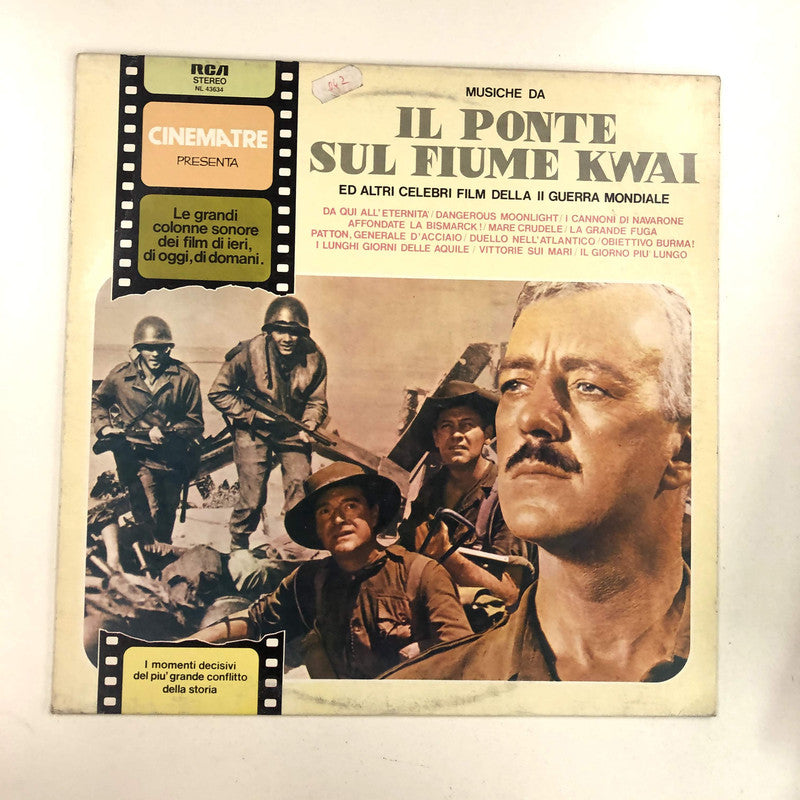 RCA
STEREO
NL 43634
CINEMATRE
PRESENTA
Le grandi
colonne sonore
dei film di ieri,
di oggi, di domani.
MUSICHE DA
IL PONTE
SUL FIUME KWAI
ED ALTRI CELEBRI FILM DELLA II GUERRA MONDIALE
DA QUI ALL'ETERNITA'/DANGEROUS MOONLIGHT/I CANNONI DI NAVARONE
AFFONDATE LA BISMARCK!/MARE CRUDELE/LA GRANDE FUGA
PATTON, GENERALE D'ACCIAIO/DUELLO NELL'ATLANTICO/OBIETTIVO BURMA!
I LUNGHI GIORNI DELLE AQUILE/VITTORIE SUI MARI/IL GIORNO PIU' LUNGO
I momenti decisivi
del piu' grande conflitto
della storia